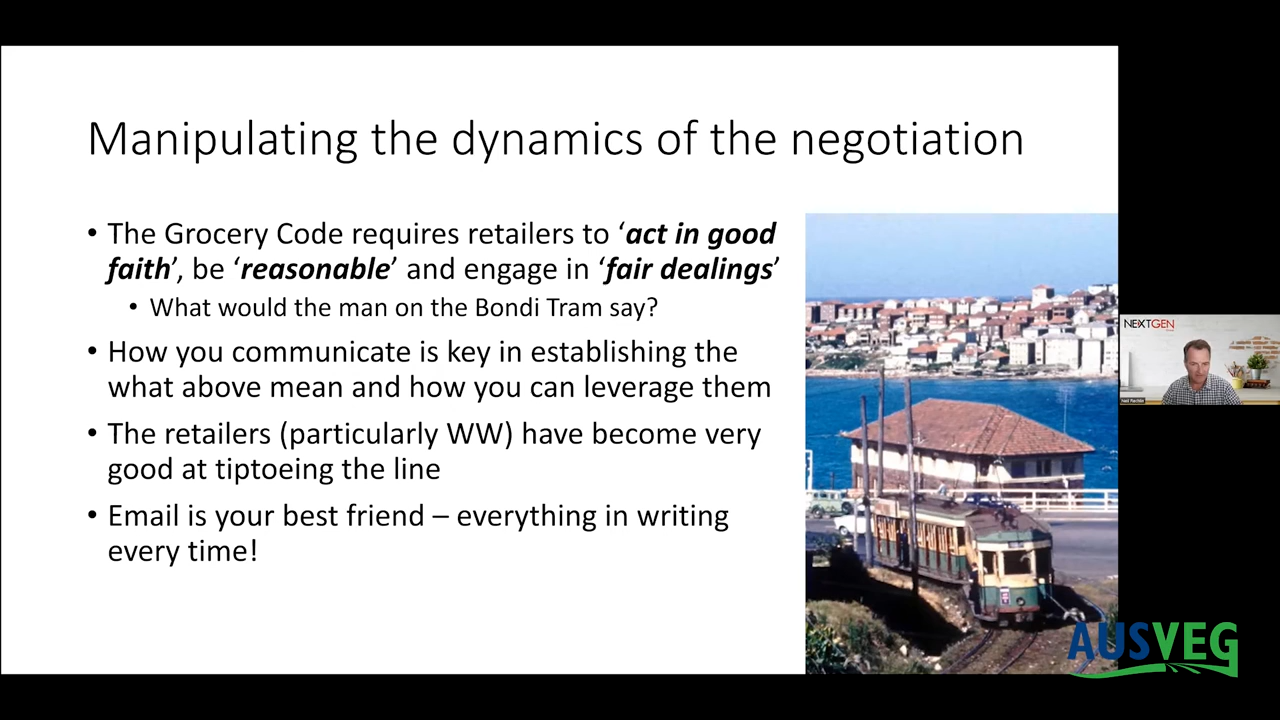 Manipulating the dynamics of the negotiation
• The Grocery Code requires retailers to ‘act in good
faith’, be ‘reasonable’ and engage in ‘fair dealings’
• What would the man on the Bondi Tram say?
• How you communicate is key in establishing the
what above mean and how you can leverage them
• The retailers (particularly WW) have become very
good at tiptoeing the line
• Email is your best friend – everything in writing
every time!
NEXTGEN
AUSVEG